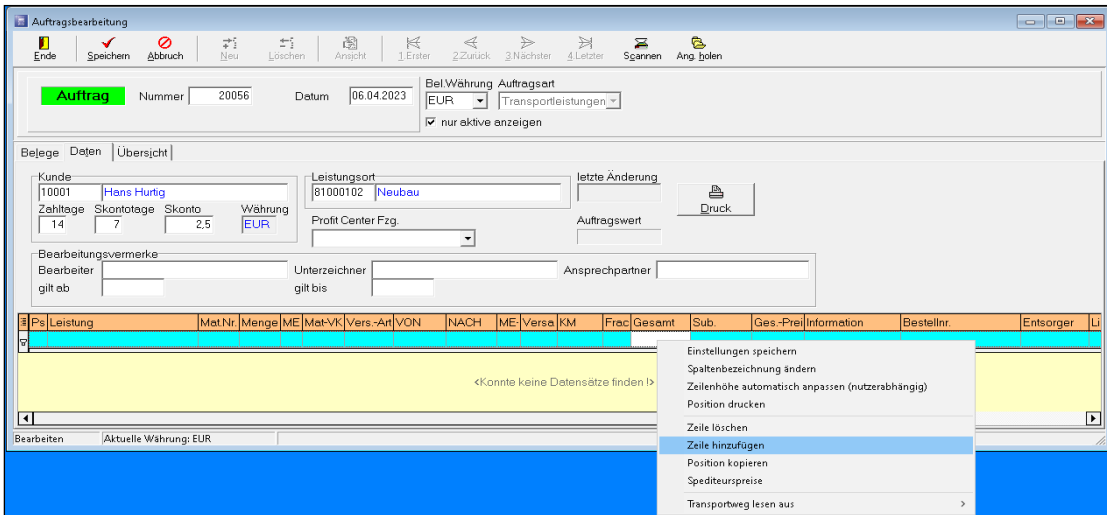 Auftragsbearbeitung
Ende Speichern Abbruch Neu Löschen Ansicht 1.Erster 2.Zurück 3.Nächster 4.Letzter Scannen Ang. holen
Bel.Währung Auftragsart
Auftrag Nummer 20056 Datum 06.04.2023 EUR Transportleistungen
nur aktive anzeigen
Belege Daten Übersicht
Kunde Leistungsort letzte Änderung
10001 Hans Hurtig 81000102 Neubau
Druck
Zahltage Skontotage Skonto Währung Profit Center Fzg. Auftragswert
14 7 2,5 EUR
Bearbeitungsvermerke
Bearbeiter Unterzeichner Ansprechpartner
gilt ab gilt bis
Ps Leistung Mat.Nr. Menge ME Mat-VK Vers.-Art VON NACH ME- Versa KM Frac Gesamt Sub. Ges.-Prei Information Bestellnr. Entsorger Li
<Konnte keine Datensätze finden !>
Einstellungen speichern
Spaltenbezeichnung ändern
Zeilenhöhe automatisch anpassen (nutzerabhängig)
Position drucken
Zeile löschen
Zeile hinzufügen
Position kopieren
Spediteurspreise
Transportweg lesen aus
Bearbeiten Aktuelle Währung: EUR